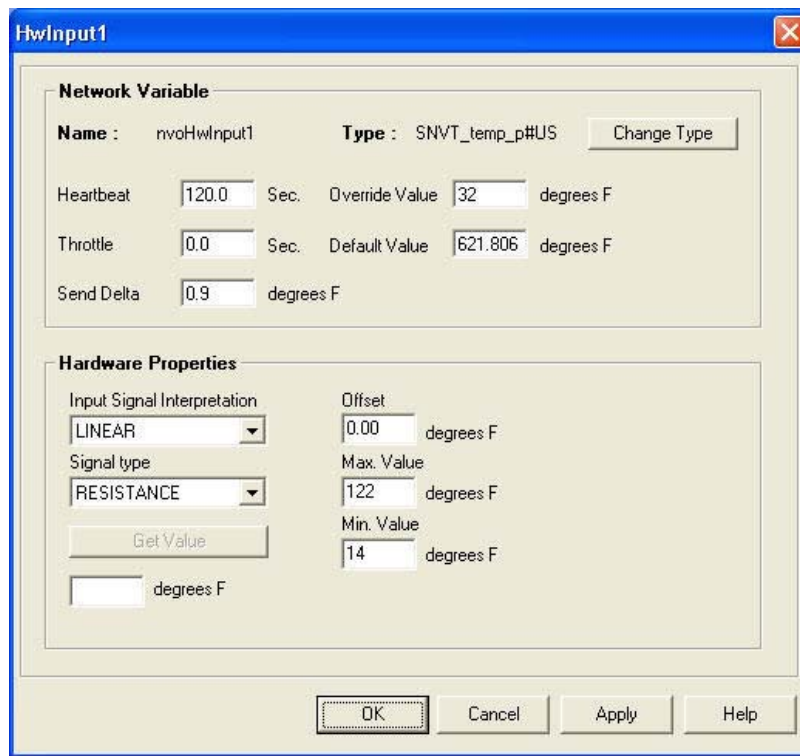 HwInput1
Network Variable
Name : nvoHwInput1 Type : SNVT_temp_p#US Change Type
Heartbeat 120.0 Sec. Override Value 32 degrees F
Throttle 0.0 Sec. Default Value 621.806 degrees F
Send Delta 0.9 degrees F
Hardware Properties
Input Signal Interpretation Offset
LINEAR 0.00 degrees F
Signal type Max. Value
RESISTANCE 122 degrees F
Get Value Min. Value
14 degrees F
degrees F
OK Cancel Apply Help